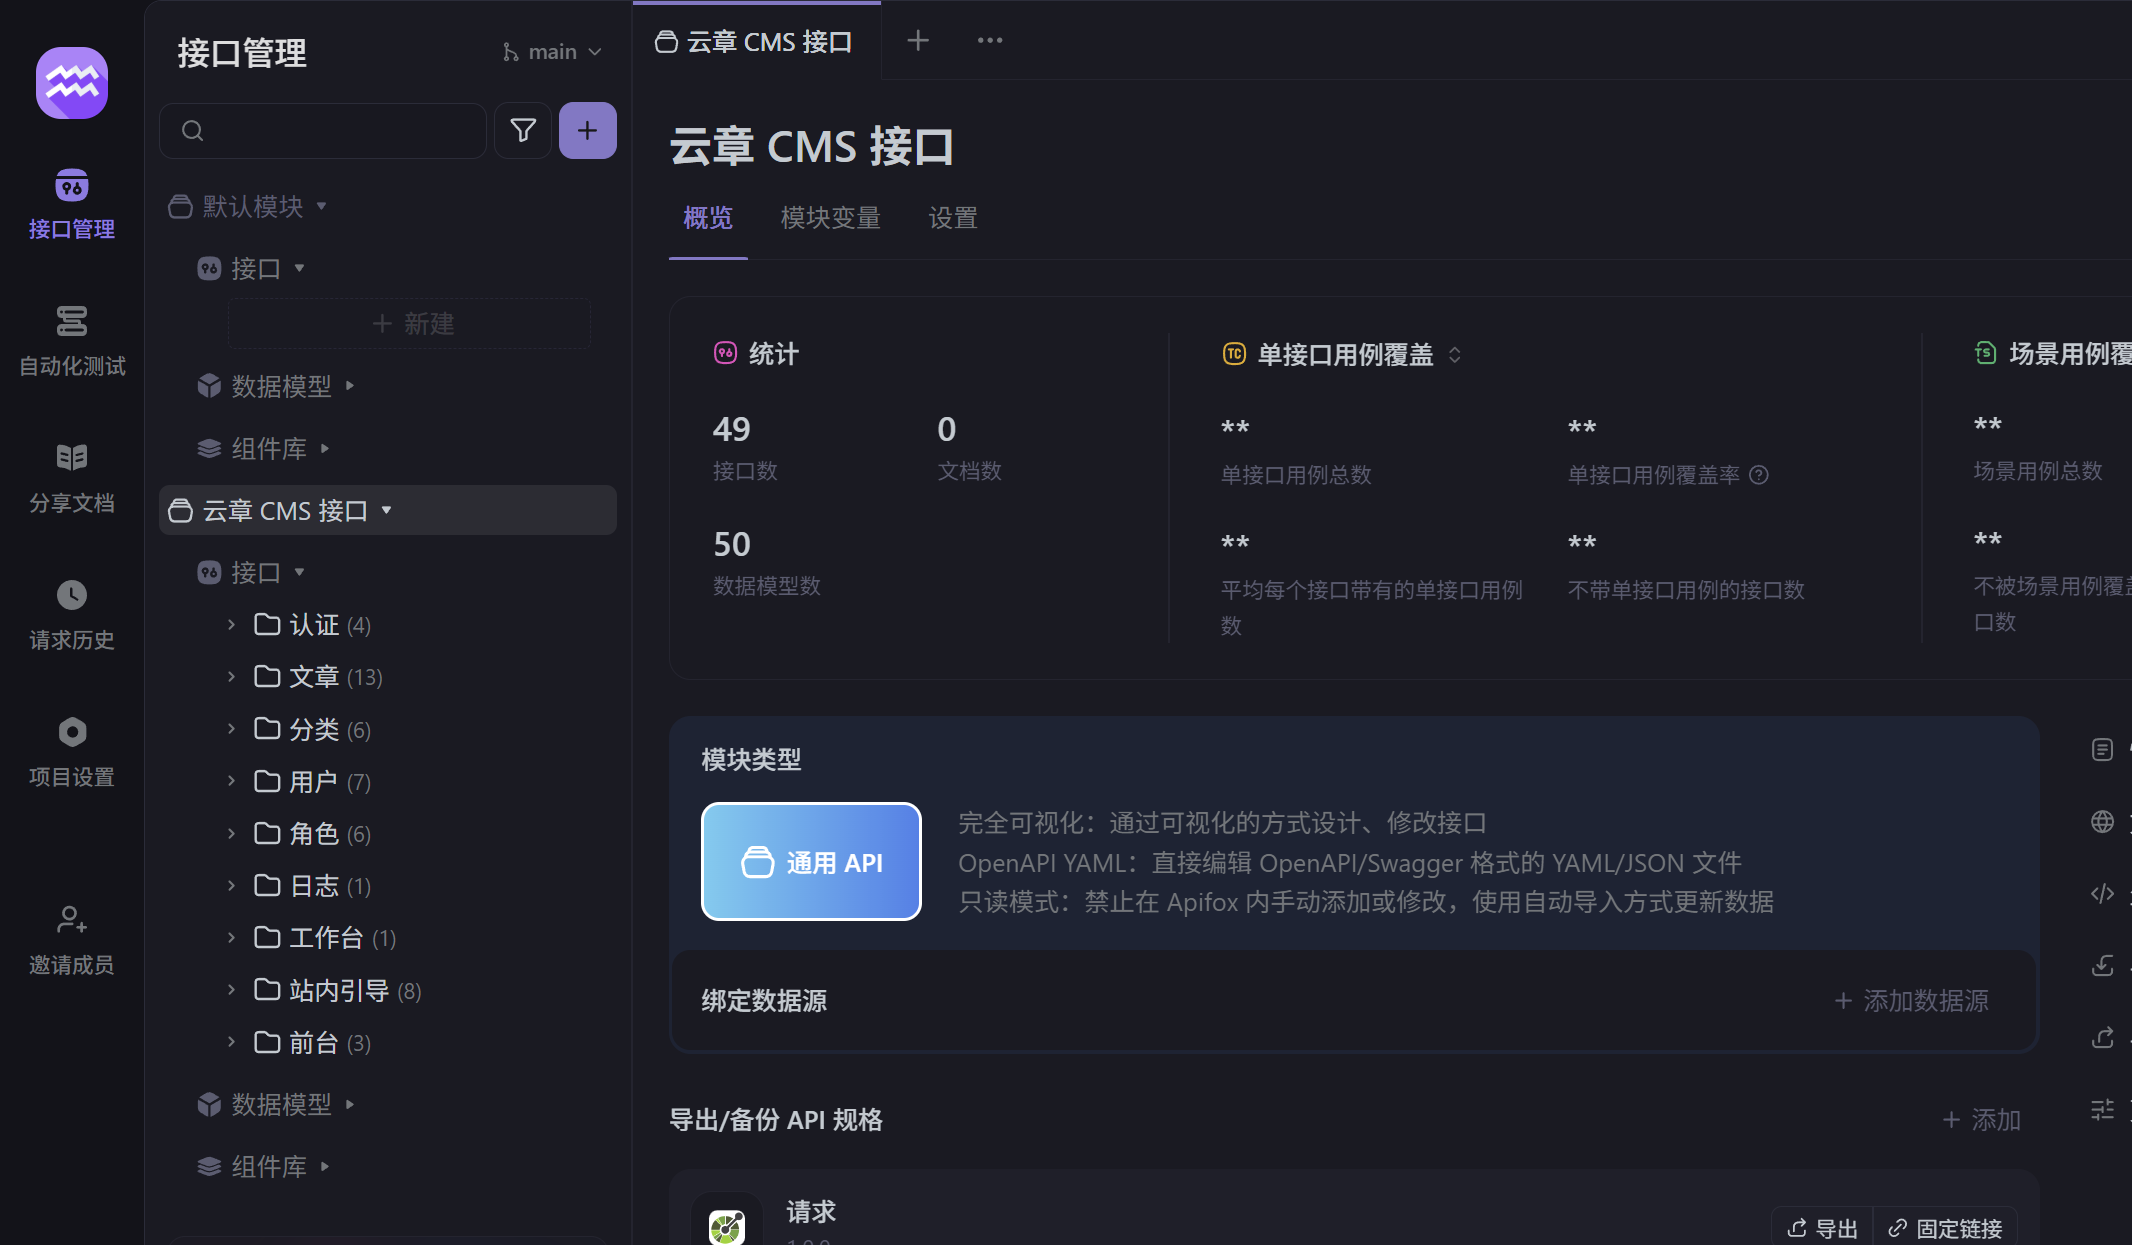 接口管理
自动化测试
分享文档
请求历史
项目设置
邀请成员
接口管理
main
默认模块
接口
新建
数据模型
组件库
云章 CMS 接口
接口
认证 (4)
文章 (13)
分类 (6)
用户 (7)
角色 (6)
日志 (1)
工作台 (1)
站内引导 (8)
前台 (3)
数据模型
组件库
云章 CMS 接口
云章 CMS 接口
概览
模块变量
设置
统计
49
接口数
0
文档数
50
数据模型数
TC 单接口用例覆盖
**
单接口用例总数
**
单接口用例覆盖率
**
平均每个接口带有的单接口用例
数
**
不带单接口用例的接口数
TS 场景用例覆
**
场景用例总数
**
不被场景用例覆盖
口数
模块类型
通用 API
完全可视化：通过可视化的方式设计、修改接口
OpenAPI YAML：直接编辑 OpenAPI/Swagger 格式的 YAML/JSON 文件
只读模式：禁止在 Apifox 内手动添加或修改，使用自动导入方式更新数据
绑定数据源
添加数据源
导出/备份 API 规格
添加
请求
导出
固定链接